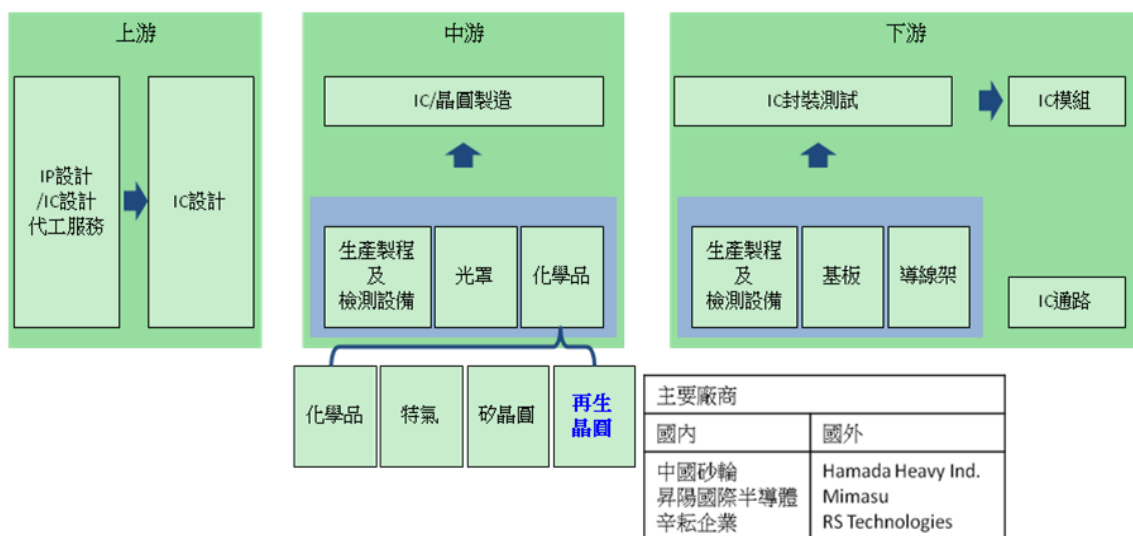 上游
IP設計
/IC設計
代工服務
IC設計
中游
IC/晶圓製造
生產製程
及
檢測設備
光罩
化學品
化學品
特氣
矽晶圓
再生
晶圓
下游
IC封裝測試
IC模組
生產製程
及
檢測設備
基板
導線架
IC通路
主要廠商
國內
國外
中國砂輪
Hamada Heavy Ind.
昇陽國際半導體
Mimasu
辛耘企業
RS Technologies